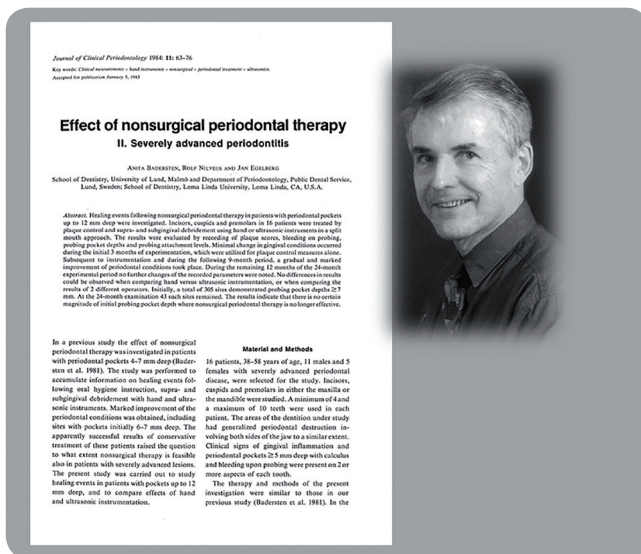 Journal of Clinical Periodontology 1984: 11: 63–76
Key words: Clinical measurements – hand instruments – nonsurgical – periodontal treatment – ultrasonics.
Accepted for publication January 5, 1983
Effect of nonsurgical periodontal therapy
II. Severely advanced periodontitis
ANITA BADERSTEN, ROLF NILVEUS AND JAN EGELBERG
School of Dentistry, University of Lund, Malmö and Department of Periodontology, Public Dental Service,
Lund, Sweden; School of Dentistry, Loma Linda University, Loma Linda, CA, U.S.A.
Abstract. Healing events following nonsurgical periodontal therapy in patients with periodontal pockets
up to 12 mm deep were investigated. Incisors, cuspids and premolars in 16 patients were treated by
plaque control and supra- and subgingival debridement using hand or ultrasonic instruments in a split
mouth approach. The results were evaluated by recording of plaque scores, bleeding on probing,
probing pocket depths and probing attachment levels. Minimal change in gingival conditions occurred
during the initial 3 months of experimentation, which were utilized for plaque control measures alone.
Subsequent to instrumentation and during the following 9-month period, a gradual and marked
improvement of periodontal conditions took place. During the remaining 12 months of the 24-month
experimental period no further changes of the recorded parameters were noted. No differences in results
could be observed when comparing hand versus ultrasonic instrumentation, or when comparing the
results of 2 different operators. Initially, a total of 305 sites demonstrated probing pocket depths ≥7
mm. At the 24-month examination 43 such sites remained. The results indicate that there is no certain
magnitude of initial probing pocket depth where nonsurgical periodontal therapy is no longer effective.
In a previous study the effect of nonsurgical
periodontal therapy was investigated in patients
with periodontal pockets 4–7 mm deep (Bader-
sten et al. 1981). The study was performed to
accumulate information on healing events fol-
lowing oral hygiene instruction, supra- and
subgingival debridement with hand and ultra-
sonic instruments. Marked improvement of the
periodontal conditions was obtained, including
sites with pockets initially 6–7 mm deep. The
apparently successful results of conservative
treatment of these patients raised the question
to what extent nonsurgical therapy is feasible
also in patients with severely advanced lesions.
The present study was carried out to study
healing events in patients with pockets up to 12
mm deep, and to compare effects of hand
and ultrasonic instrumentation.
Material and Methods
16 patients, 38–58 years of age, 11 males and 5
females with severely advanced periodontal
disease, were selected for the study. Incisors,
cuspids and premolars in either the maxilla or
the mandible were studied. A minimum of 4 and
a maximum of 10 teeth were used in each
patient. The areas of the dentition under study
had generalized periodontal destruction in-
volving both sides of the jaw to a similar extent.
Clinical signs of gingival inflammation and
periodontal pockets ≥5 mm deep with calculus
and bleeding upon probing were present on 2 or
more aspects of each tooth.
The therapy and methods of the present
investigation were similar to those in our
previous study (Badersten et al. 1981). In the